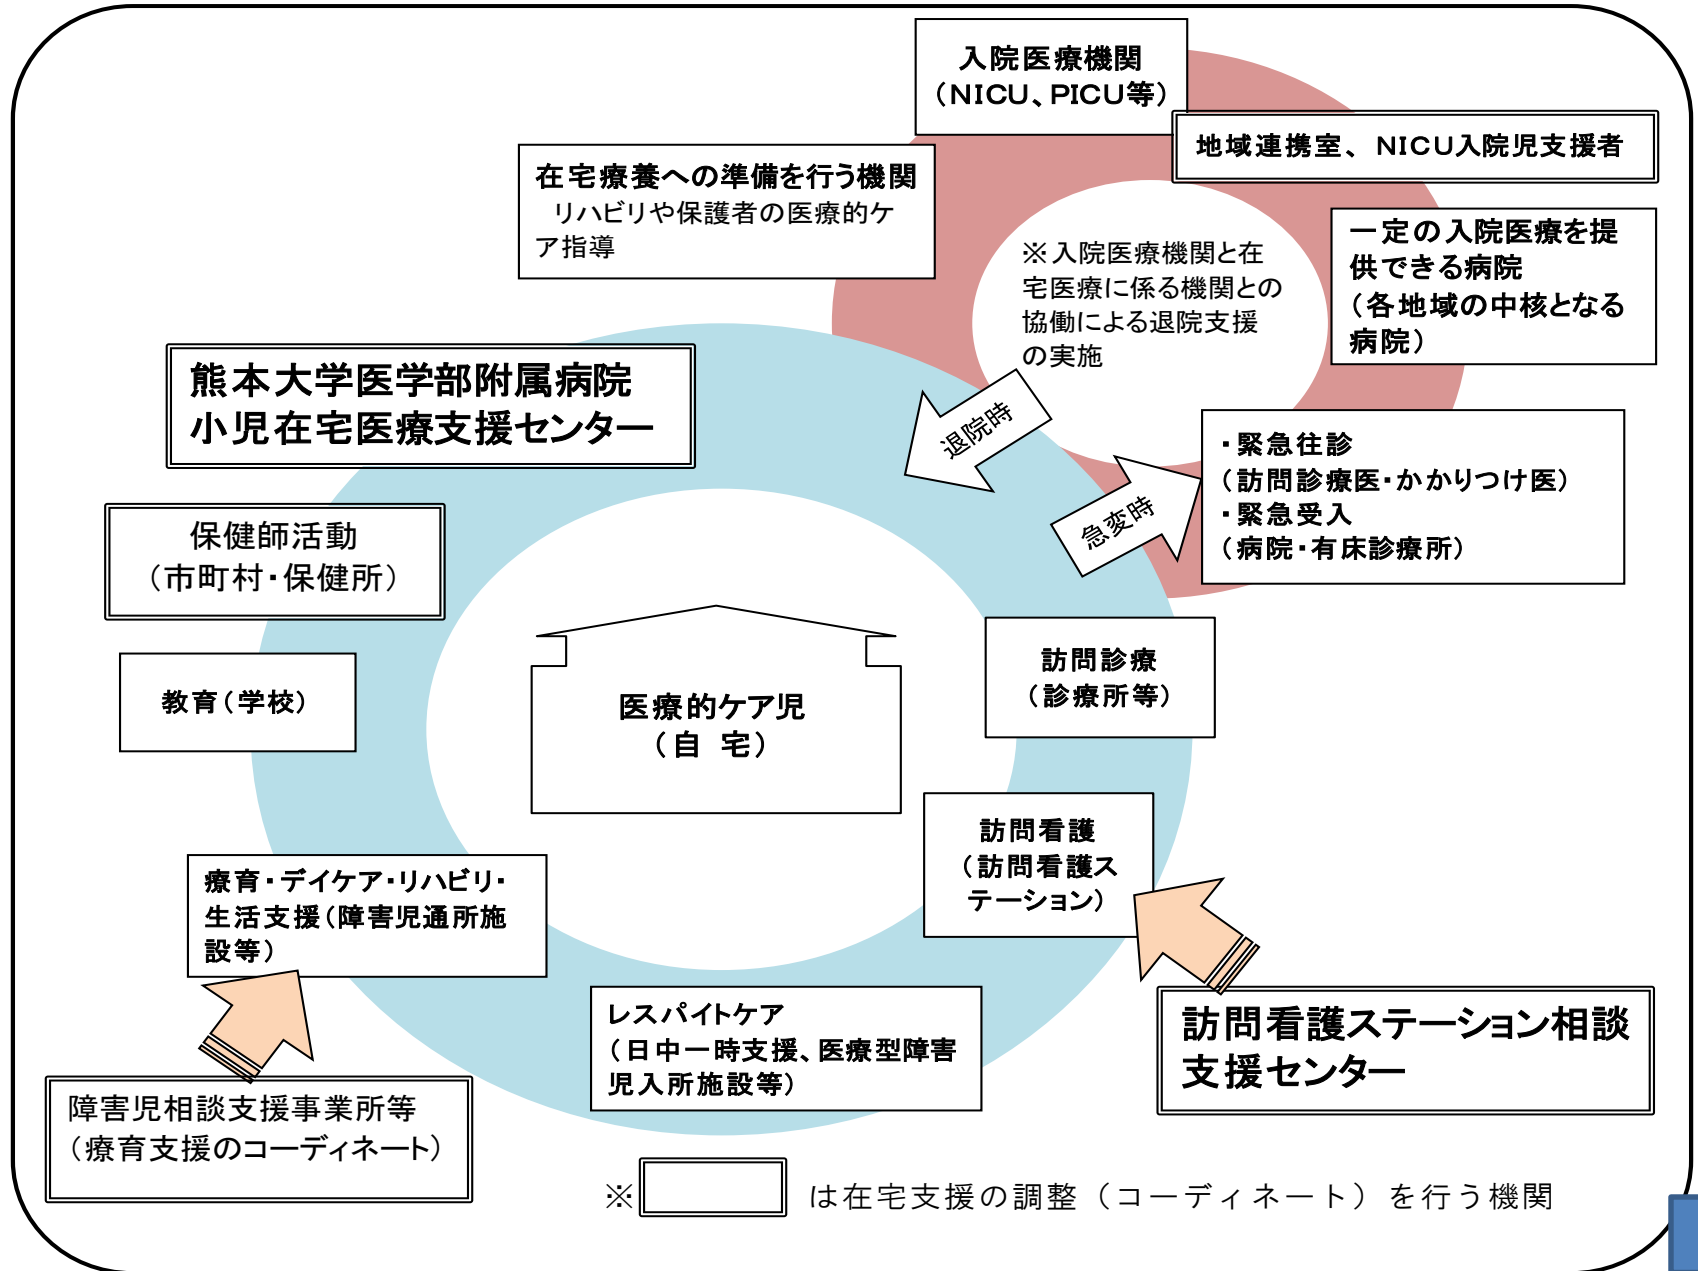 入院医療機関
（NICU、PICU等）
地域連携室、NICU入院児支援者
在宅療養への準備を行う機関
リハビリや保護者の医療的ケ
ア指導
一定の入院医療を提
供できる病院
（各地域の中核となる
病院）
※入院医療機関と在
宅医療に係る機関との
協働による退院支援
の実施
熊本大学医学部附属病院
小児在宅医療支援センター
退院時
急変時
・緊急往診
（訪問診療医・かかりつけ医）
・緊急受入
（病院・有床診療所）
保健師活動
（市町村・保健所）
教育（学校）
医療的ケア児
（自 宅）
訪問診療
（診療所等）
訪問看護
（訪問看護ス
テーション）
療育・デイケア・リハビリ・
生活支援（障害児通所施
設等）
レスパイトケア
（日中一時支援、医療型障害
児入所施設等）
訪問看護ステーション相談
支援センター
障害児相談支援事業所等
（療育支援のコーディネート）
※ は在宅支援の調整（コーディネート）を行う機関